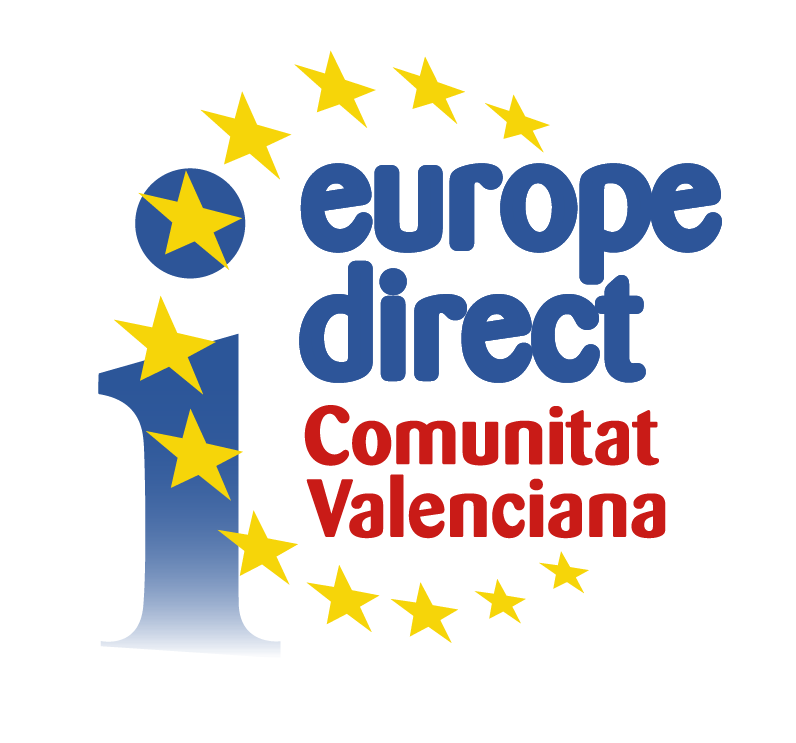 i
europe
direct
Comunitat
Valenciana